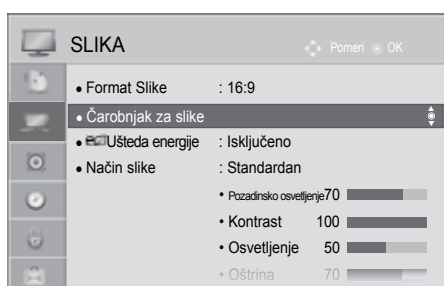 SLIKA Pomeri OK
• Format Slike : 16:9
• Čarobnjak za slike
• Ušteda energije : Isključeno
• Način slike : Standardan
• Pozadinsko osvetljenje 70
• Kontrast 100
• Osvetljenje 50
• Oštrina 70